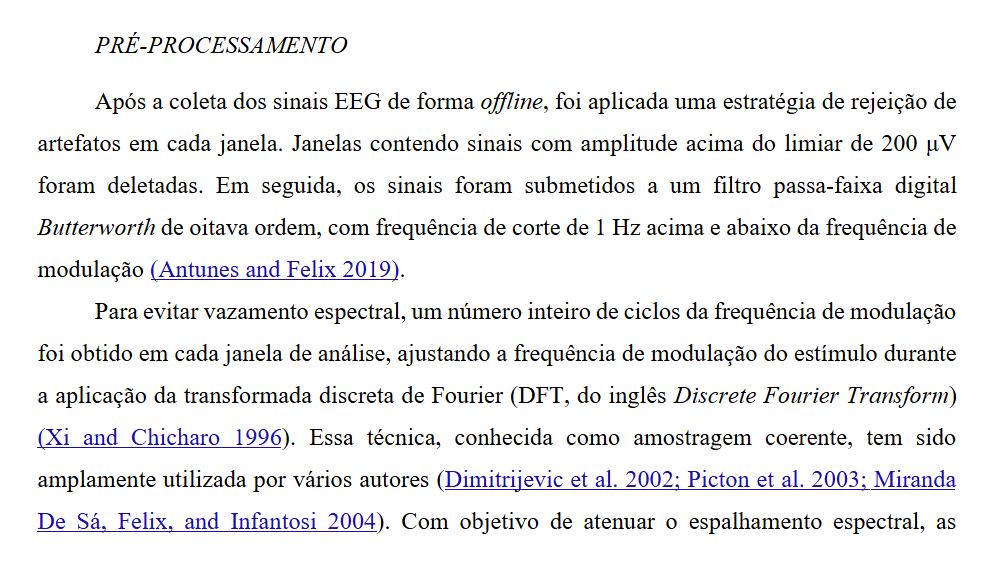 PRÉ-PROCESSAMENTO
Após a coleta dos sinais EEG de forma offline, foi aplicada uma estratégia de rejeição de
artefatos em cada janela. Janelas contendo sinais com amplitude acima do limiar de 200 μV
foram deletadas. Em seguida, os sinais foram submetidos a um filtro passa-faixa digital
Butterworth de oitava ordem, com frequência de corte de 1 Hz acima e abaixo da frequência de
modulação (Antunes and Felix 2019).
Para evitar vazamento espectral, um número inteiro de ciclos da frequência de modulação
foi obtido em cada janela de análise, ajustando a frequência de modulação do estímulo durante
a aplicação da transformada discreta de Fourier (DFT, do inglês Discrete Fourier Transform)
(Xi and Chicharo 1996). Essa técnica, conhecida como amostragem coerente, tem sido
amplamente utilizada por vários autores (Dimitrijevic et al. 2002; Picton et al. 2003; Miranda
De Sá, Felix, and Infantosi 2004). Com objetivo de atenuar o espalhamento espectral, as